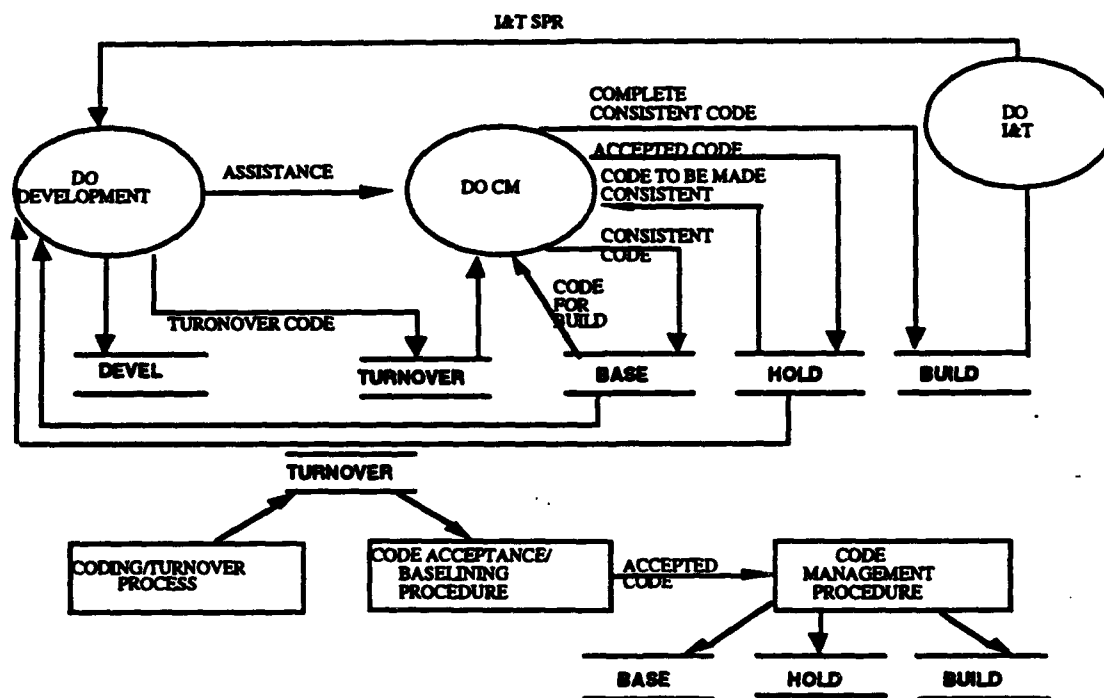 I&T SPR
DO
DEVELOPMENT
ASSISTANCE
DO CM
COMPLETE
CONSISTENT CODE
ACCEPTED CODE
CODE TO BE MADE
CONSISTENT
CONSISTENT
CODE
CODE
FOR
BUILD
DO
I&T
TURONOVER CODE
DEVEL
TURNOVER
BASE
HOLD
BUILD
TURNOVER
CODING/TURNOVER
PROCESS
CODE ACCEPTANCE/
BASELINING
PROCEDURE
ACCEPTED
CODE
CODE
MANAGEMENT
PROCEDURE
BASE
HOLD
BUILD